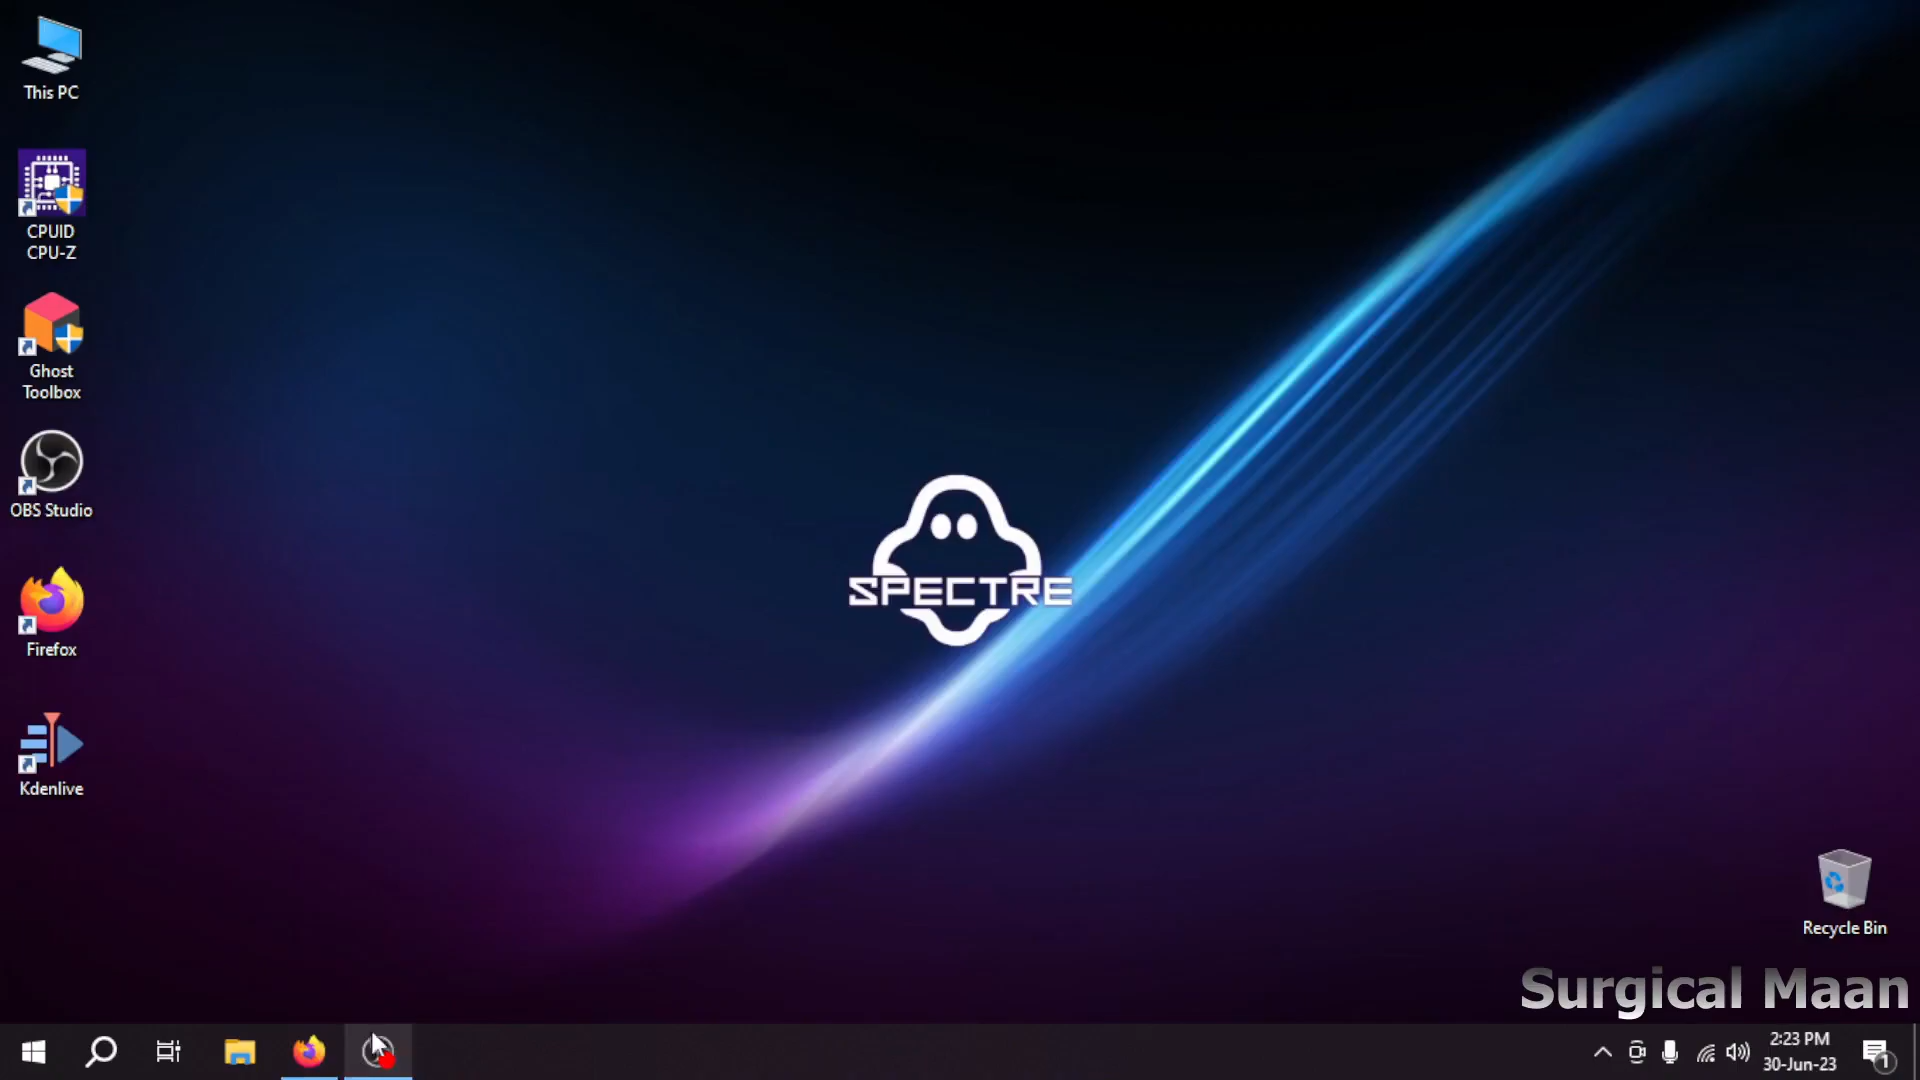 This PC
CPUID
CPU-Z
Ghost
Toolbox
OBS Studio
Firefox
Kdenlive
SPECTRE
Recycle Bin
Surgical Maan
2:23 PM
30-Jun-23
1